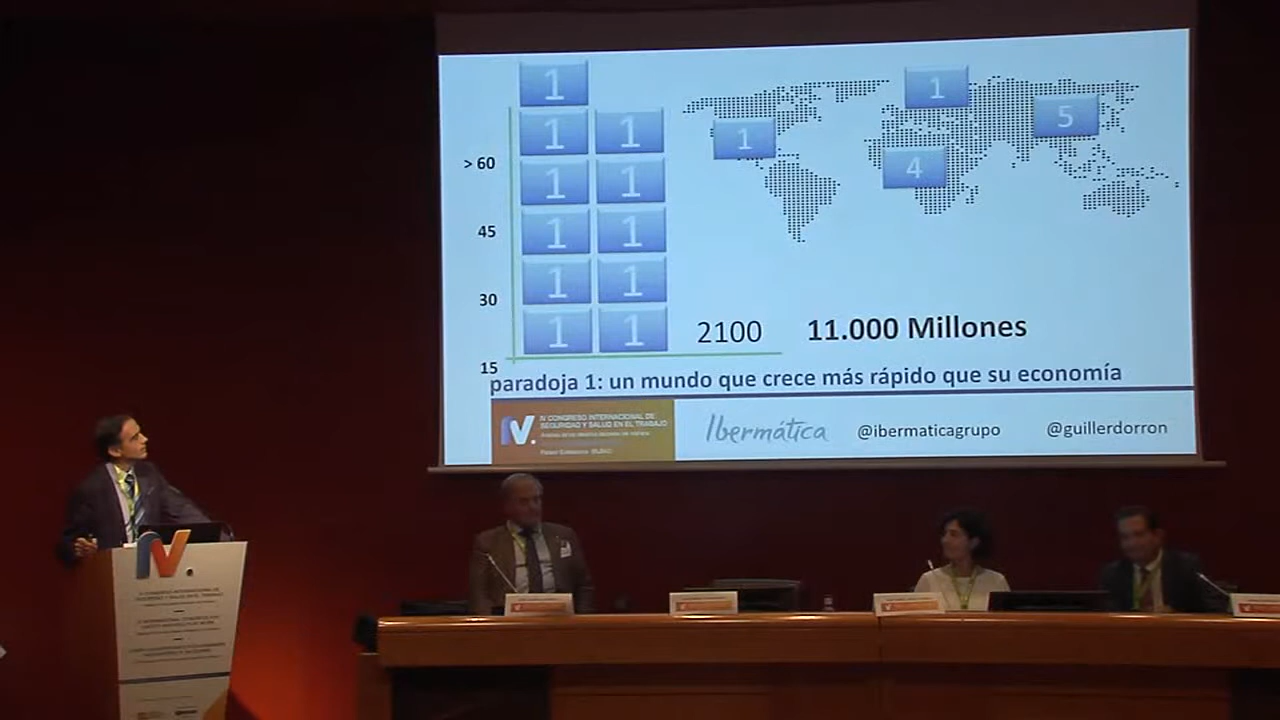 1
1 1
1 1
1 1
1 1
1 1
> 60
45
30
15
1
1
5
4
2100 11.000 Millones
paradoja 1: un mundo que crece más rápido que su economía
IV.
IV CONGRESO INTERNACIONAL DE
SEGURIDAD Y SALUD EN EL TRABAJO
Ibermática
@ibermaticagrupo
@guillerdorron
IV.